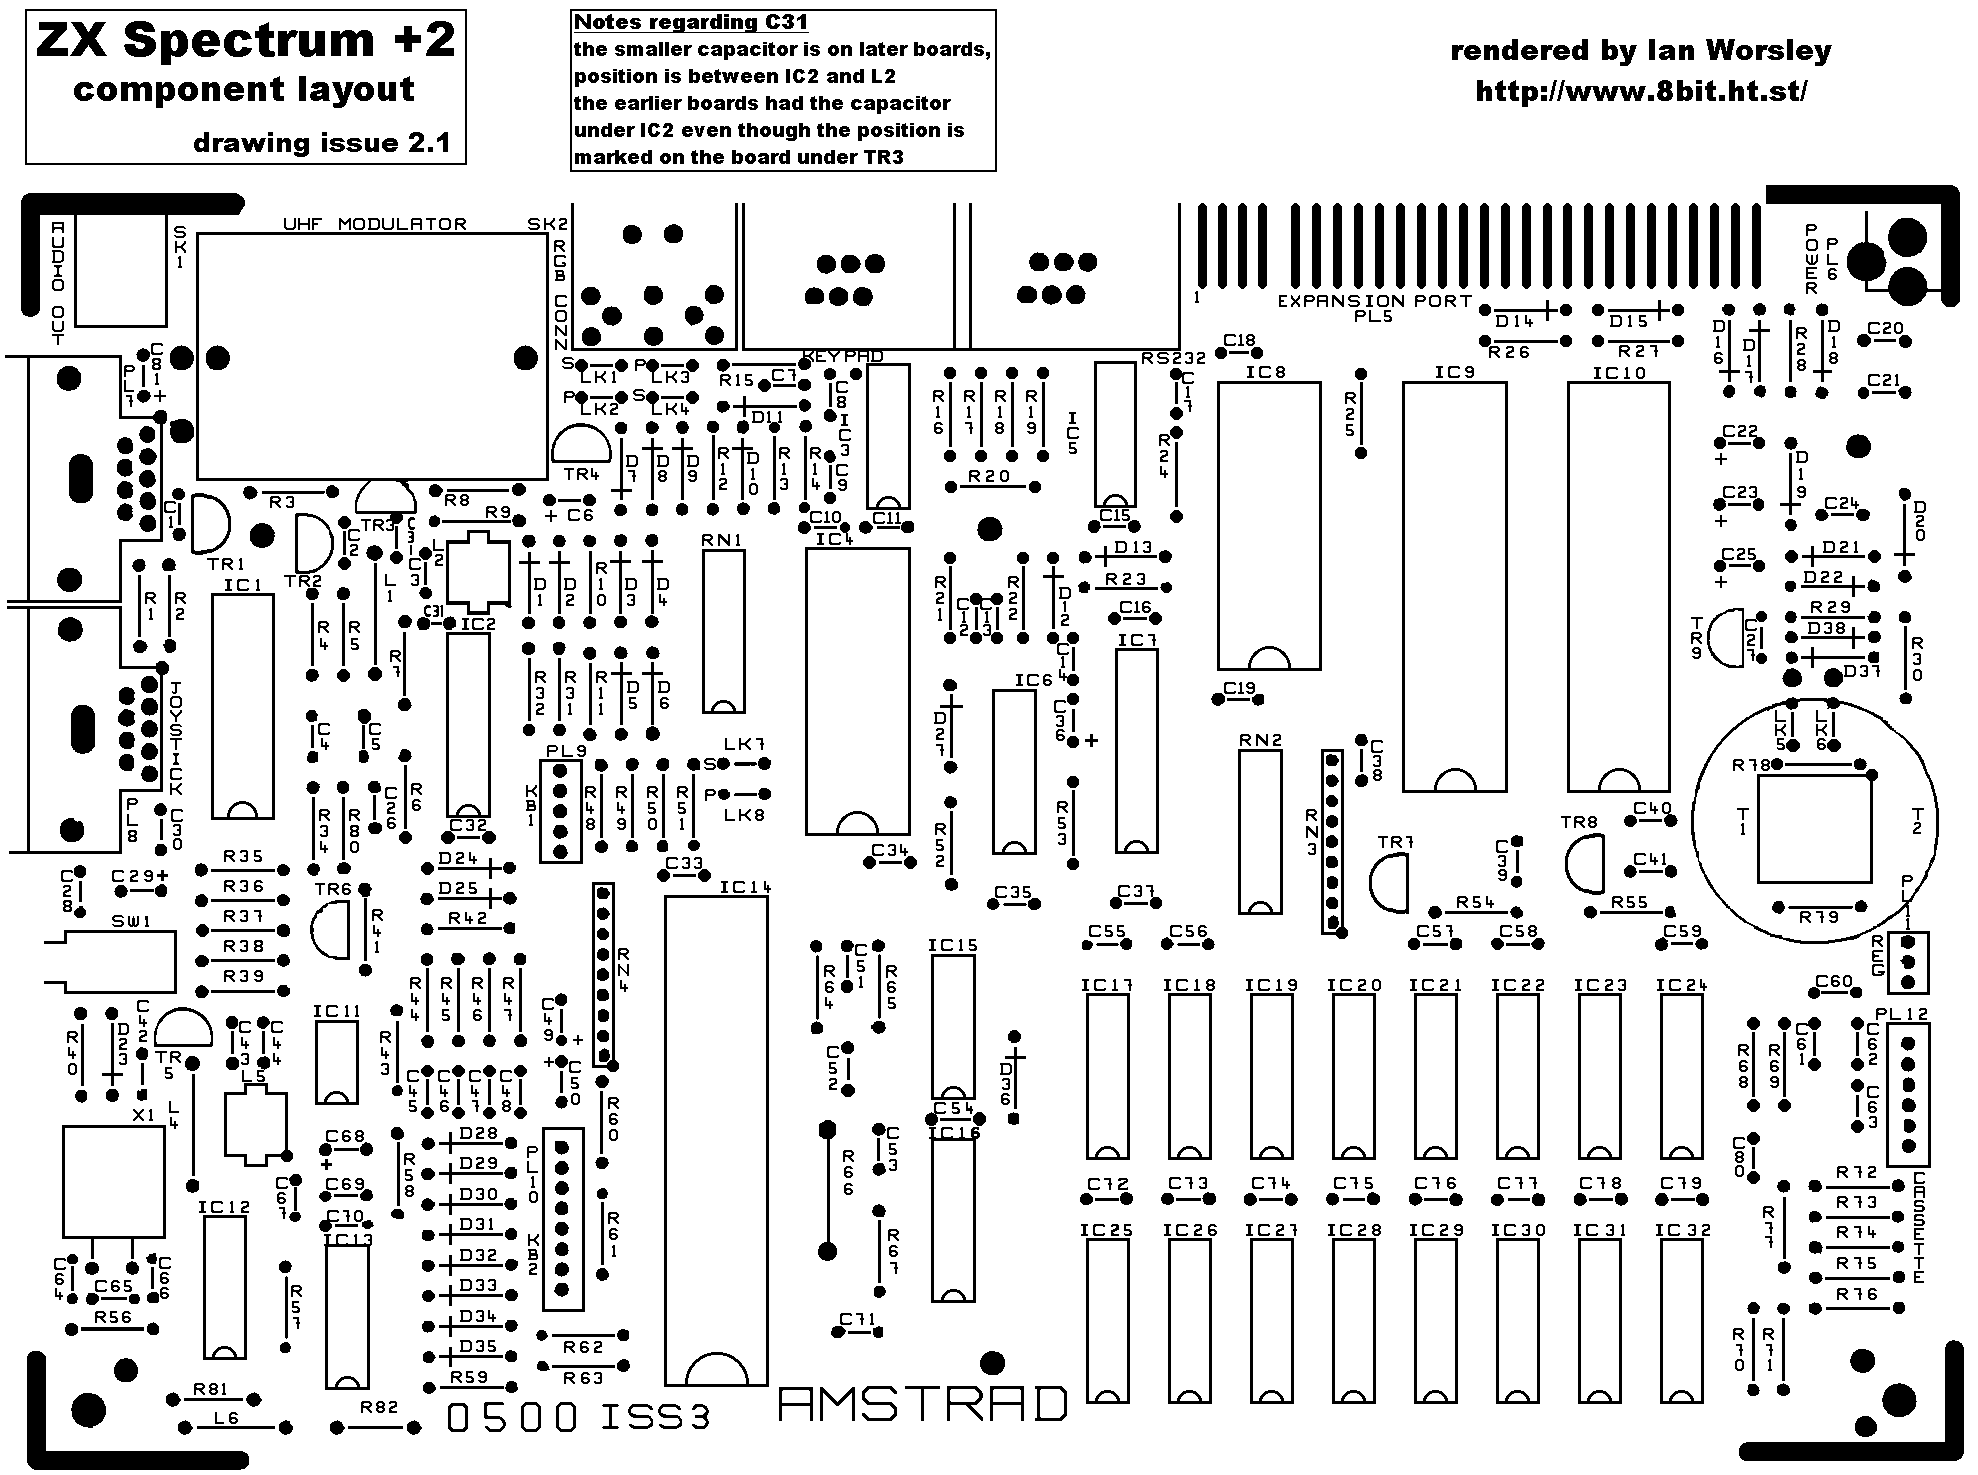 ZX Spectrum +2
component layout
drawing issue 2.1
Notes regarding C31
the smaller capacitor is on later boards,
position is between IC2 and L2
the earlier boards had the capacitor
under IC2 even though the position is
marked on the board under TR3
rendered by Ian Worsley
http://www.8bit.ht.st/
AUDIO OUT
SK1
UHF MODULATOR
SK2
RGB CONN
KEYPAD
RS232
1
EXPANSION PORT
PL5
POWER
PL6
D14
D15
R26
R27
D16
D17
R28
D18
C20
C21
PL7
C81
+
S
LK1
P
LK3
P
LK2
S
LK4
R15
C7
D11
C8
IC3
C9
R16
R17
R18
R19
IC5
C17
R24
C18
IC8
R25
IC9
IC10
C22
+
D19
C23
+
C24
D20
C25
+
D21
D22
R29
D38
D37
TR9
C27
R30
TR4
D7
D8
D9
R12
D10
R13
R14
R20
R3
R8
R9
+ C6
C10
C11
C15
C1
TR1
TR2
TR3
C2
C31
C3
L2
L1
IC4
RN1
D13
R23
C16
R1
R2
IC1
R4
R5
R7
C31
IC2
D1
D2
R10
D3
D4
R21
C12
C13
R22
D12
C14
IC7
IC6
C36
+
C19
R32
R31
R11
D5
D6
D27
RN2
C38
RN3
JOYSTICK
PL8
C30
C4
C5
R6
R34
R80
C26
C32
PL9
KB1
R48
R49
R50
R51
S
LK7
P
LK8
C33
C34
R52
R53
C35
C37
LK5
LK6
R78
T1
T2
R79
PL11
REG
C40
C41
TR7
TR8
C39
R54
R55
C28
C29
+
SW1
R35
R36
R37
R38
R39
TR6
R41
D24
D25
R42
RN4
IC14
R64
C51
R65
IC15
C55
C56
C57
C58
C59
C60
IC17
IC18
IC19
IC20
IC21
IC22
IC23
IC24
PL12
R40
D23
C42
TR5
C43
C44
IC11
R43
R44
R45
R46
R47
C49
+
+
C50
C52
D36
R68
R69
C61
C62
C63
X1
L4
L5
C45
C46
C47
C48
R60
C54
IC16
C53
R66
R67
C80
C68
+
C69
C70
IC13
C67
R58
D28
D29
D30
D31
D32
D33
D34
D35
R59
PL10
KB2
R61
R62
R63
C71
C72
C73
C74
C75
C76
C77
C78
C79
IC25
IC26
IC27
IC28
IC29
IC30
IC31
IC32
R77
R72
R73
R74
R75
R76
CASSETTE
R70
R71
IC12
C64
C65
C66
R56
R57
R81
L6
R82
0500 ISS3
AMSTRAD